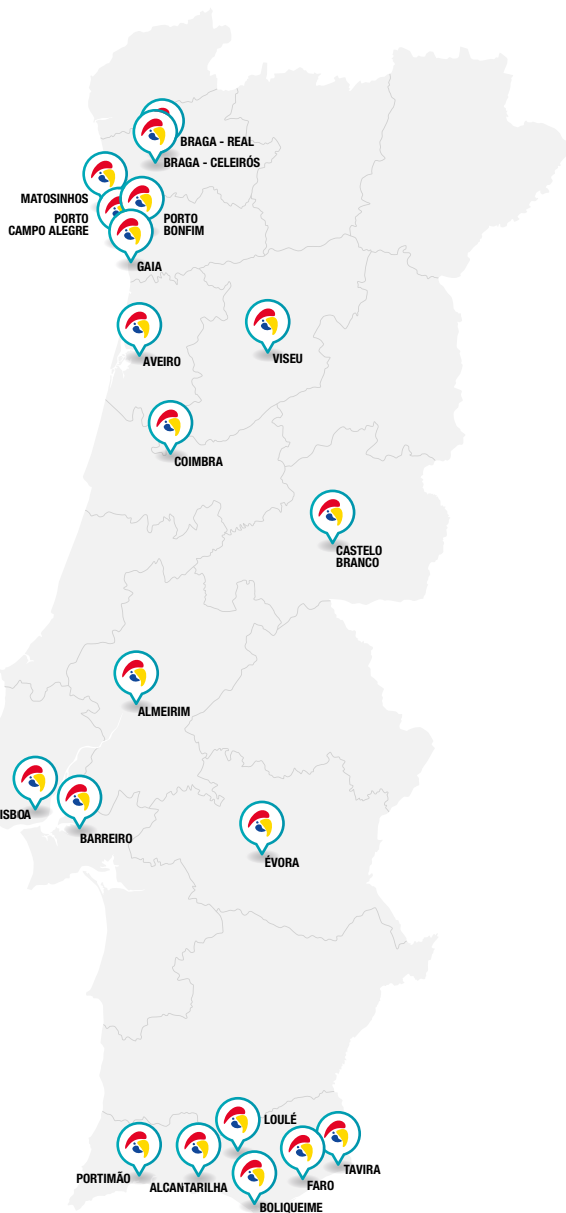 BRAGA - REAL
BRAGA - CELEIRÓS
MATOSINHOS
PORTO
CAMPO ALEGRE
PORTO
BONFIM
GAIA
AVEIRO
VISEU
COIMBRA
CASTELO
BRANCO
ALMEIRIM
ISBOA
BARREIRO
ÉVORA
LOULÉ
TAVIRA
PORTIMÃO
ALCANTARILHA
FARO
BOLIQUEIME